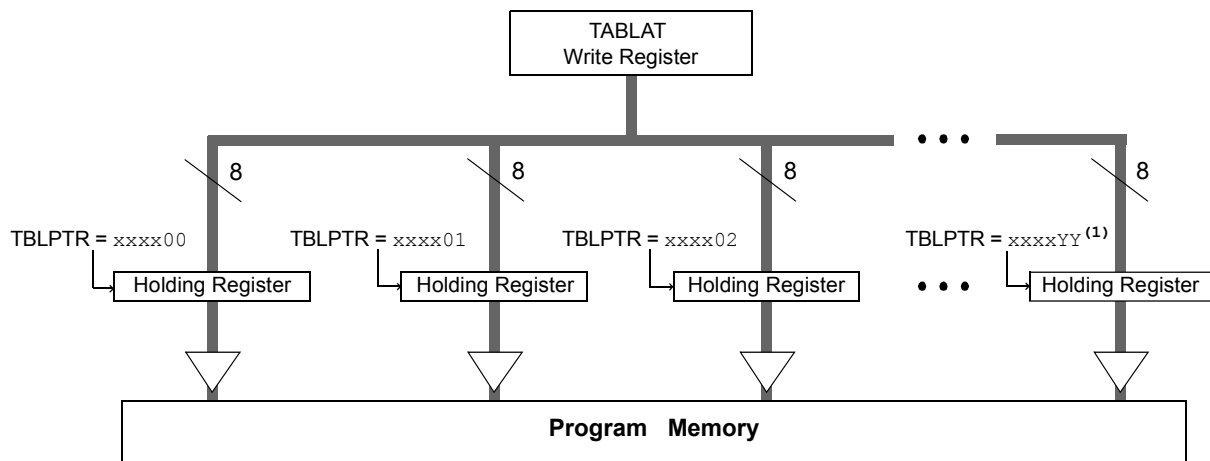 TABLAT
Write Register
8 8 8 8
TBLPTR = xxxx00 TBLPTR = xxxx01 TBLPTR = xxxx02 TBLPTR = xxxxYY(1)
Holding Register Holding Register Holding Register Holding Register
Program Memory